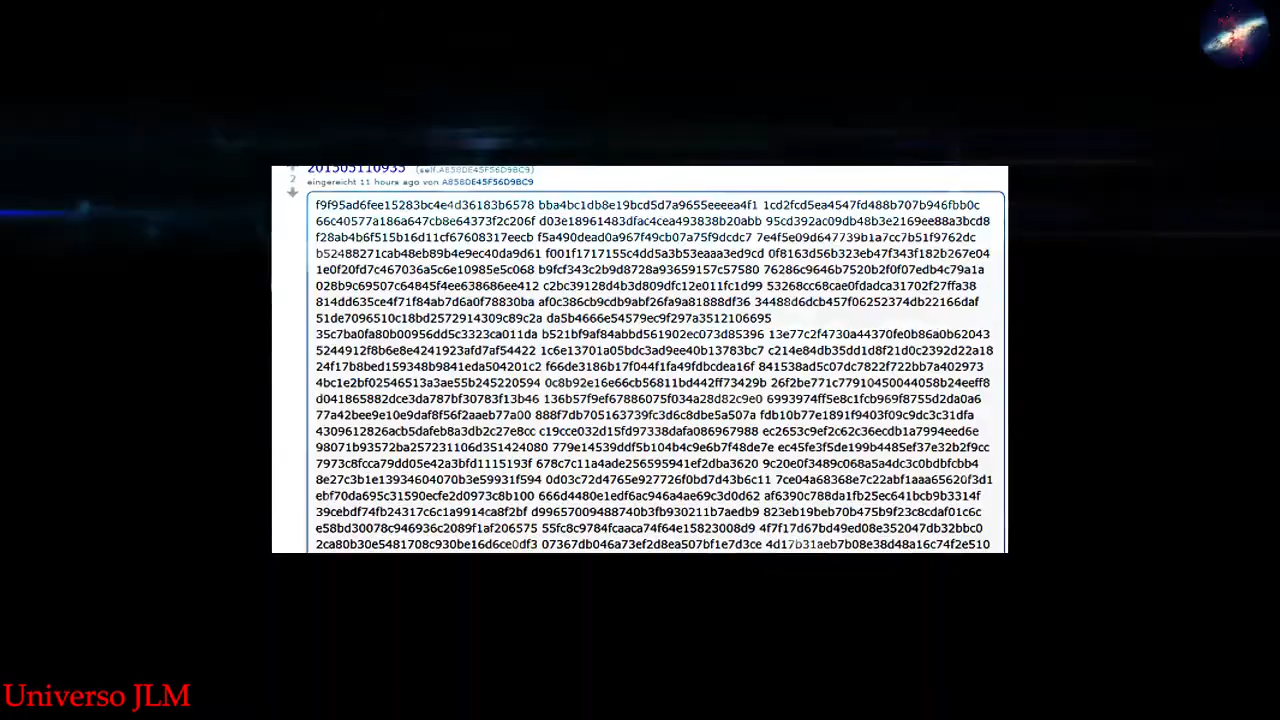 201505110955 (self.A858DE45F56D9BC9)
2
eingereicht 11 hours ago von A858DE45F56D9BC9
f9f95ad6fee15283bc4e4d36183b6578 bba4bc1db8e19bcd5d7a9655eeeea4f1 1cd2fcd5ea4547fd488b707b946fbb0c
66c40577a186a647cb8e64373f2c206f d03e18961483dfac4cea493838b20abb 95cd392ac09db48b3e2169ee88a3bcd8
f28ab4b6f515b16d11cf67608317eecb f5a490dead0a967f49cb07a75f9dcdc7 7e4f5e09d647739b1a7cc7b51f9762dc
b52488271cab48eb89b4e9ec40da9d61 f001f1717155c4dd5a3b53eaaa3ed9cd 0f8163d56b323eb47f343f182b267e04
1e0f20fd7c467036a5c6e10985e5c068 b9fcf343c2b9d8728a93659157c57580 76286c9646b7520b2f0f07edb4c79a1a
028b9c69507c64845f4ee638686ee412 c2bc39128d4b3d809dfc12e011fc1d99 53268cc68cae0fdadca31702f27ffa38
814dd635ce4f71f84ab7d6a0f78830ba af0c386cb9cdb9abf26fa9a81888df36 34488d6dcb457f06252374db22166daf
51de7096510c18bd2572914309c89c2a da5b4666e54579ec9f297a3512106695
35c7ba0fa80b00956dd5c3323ca011da b521bf9af84abbd561902ec073d85396 13e77c2f4730a44370fe0b86a0b62043
5244912f8b6e8e4241923afd7af54422 1c6e13701a05bdc3ad9ee40b13783bc7 c214e84db35dd1d8f21d0c2392d22a18
24f17b8bed159348b9841eda504201c2 f66de3186b17f044f1fa49fdbcdea16f 841538ad5c07dc7822f722bb7a402973
4bc1e2bf02546513a3ae55b245220594 0c8b92e16e66cb56811bd442ff73429b 26f2be771c77910450044058b24eeff8
d041865882dce3da787bf30783f13b46 136b57f9ef67886075f034a28d82c9e0 6993974ff5e8c1fcb969f8755d2da0a6
77a42bee9e10e9daf8f56f2aaeb77a00 888f7db705163739fc3d6c8dbe5a507a fdb10b77e1891f9403f09c9dc3c31dfa
4309612826acb5dafeb8a3db2c27e8cc c19cce032d15fd97338dafa086967988 ec2653c9ef2c62c36ecdb1a7994eed6e
98071b93572ba257231106d351424080 779e14539ddf5b104b4c9e6b7f48de7e ec45fe3f5de199b4485ef37e32b2f9cc
7973c8fcca79dd05e42a3bfd1115193f 678c7c11a4ade256595941ef2dba3620 9c20e0f3489c068a5a4dc3c0bdbfcbb4
8e27c3b1e13934604070b3e59931f594 0d03c72d4765e927726f0bd7d43b6c11 7ce04a68368e7c22abf1aaa65620f3d1
ebf70da695c31590ecfe2d0973c8b100 666d4480e1edf6ac946a4ae69c3d0d62 af6390c788da1fb25ec641bcb9b3314f
39cebdf74fb24317c6c1a9914ca8f2bf d99657009488740b3fb930211b7aedb9 823eb19beb70b475b9f23c8cdaf01c6c
e58bd30078c946936c2089f1af206575 55fc8c9784fcaaca74f64e15823008d9 4f7f17d67bd49ed08e352047db32bbc0
2ca80b30e5481708c930be16d6ce0df3 07367db046a73ef2d8ea507bf1e7d3ce 4d17b31aeb7b08e38d48a16c74f2e510
Universo JLM